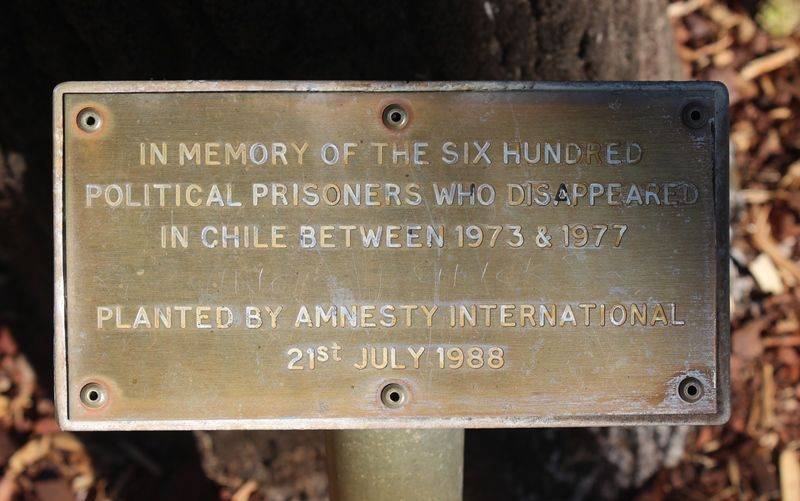 IN MEMORY OF THE SIX HUNDRED
POLITICAL PRISONERS WHO DISAPPEARED
IN CHILE BETWEEN 1973 & 1977
PLANTED BY AMNESTY INTERNATIONAL
21st JULY 1988